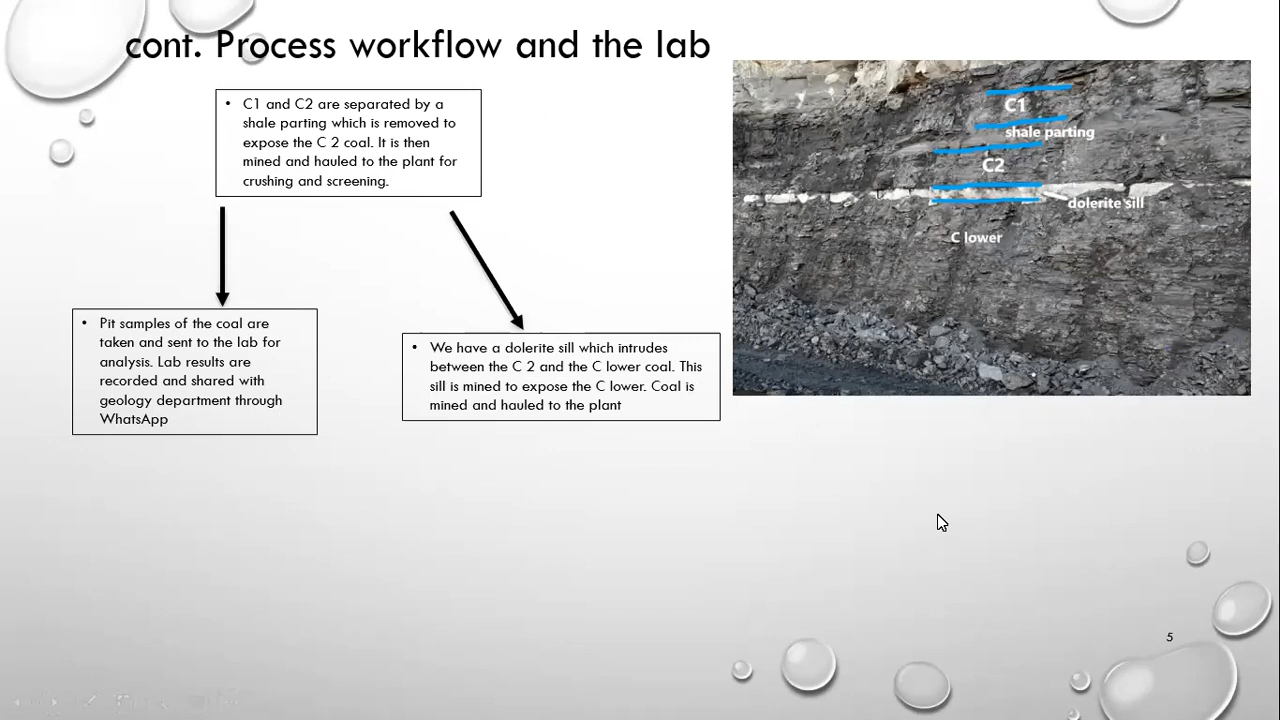 cont. Process workflow and the lab
• C1 and C2 are separated by a
shale parting which is removed to
expose the C 2 coal. It is then
mined and hauled to the plant for
crushing and screening.
C1
shale parting
C2
dolerite sill
C lower
• Pit samples of the coal are
taken and sent to the lab for
analysis. Lab results are
recorded and shared with
geology department through
WhatsApp
• We have a dolerite sill which intrudes
between the C 2 and the C lower coal. This
sill is mined to expose the C lower. Coal is
mined and hauled to the plant
5